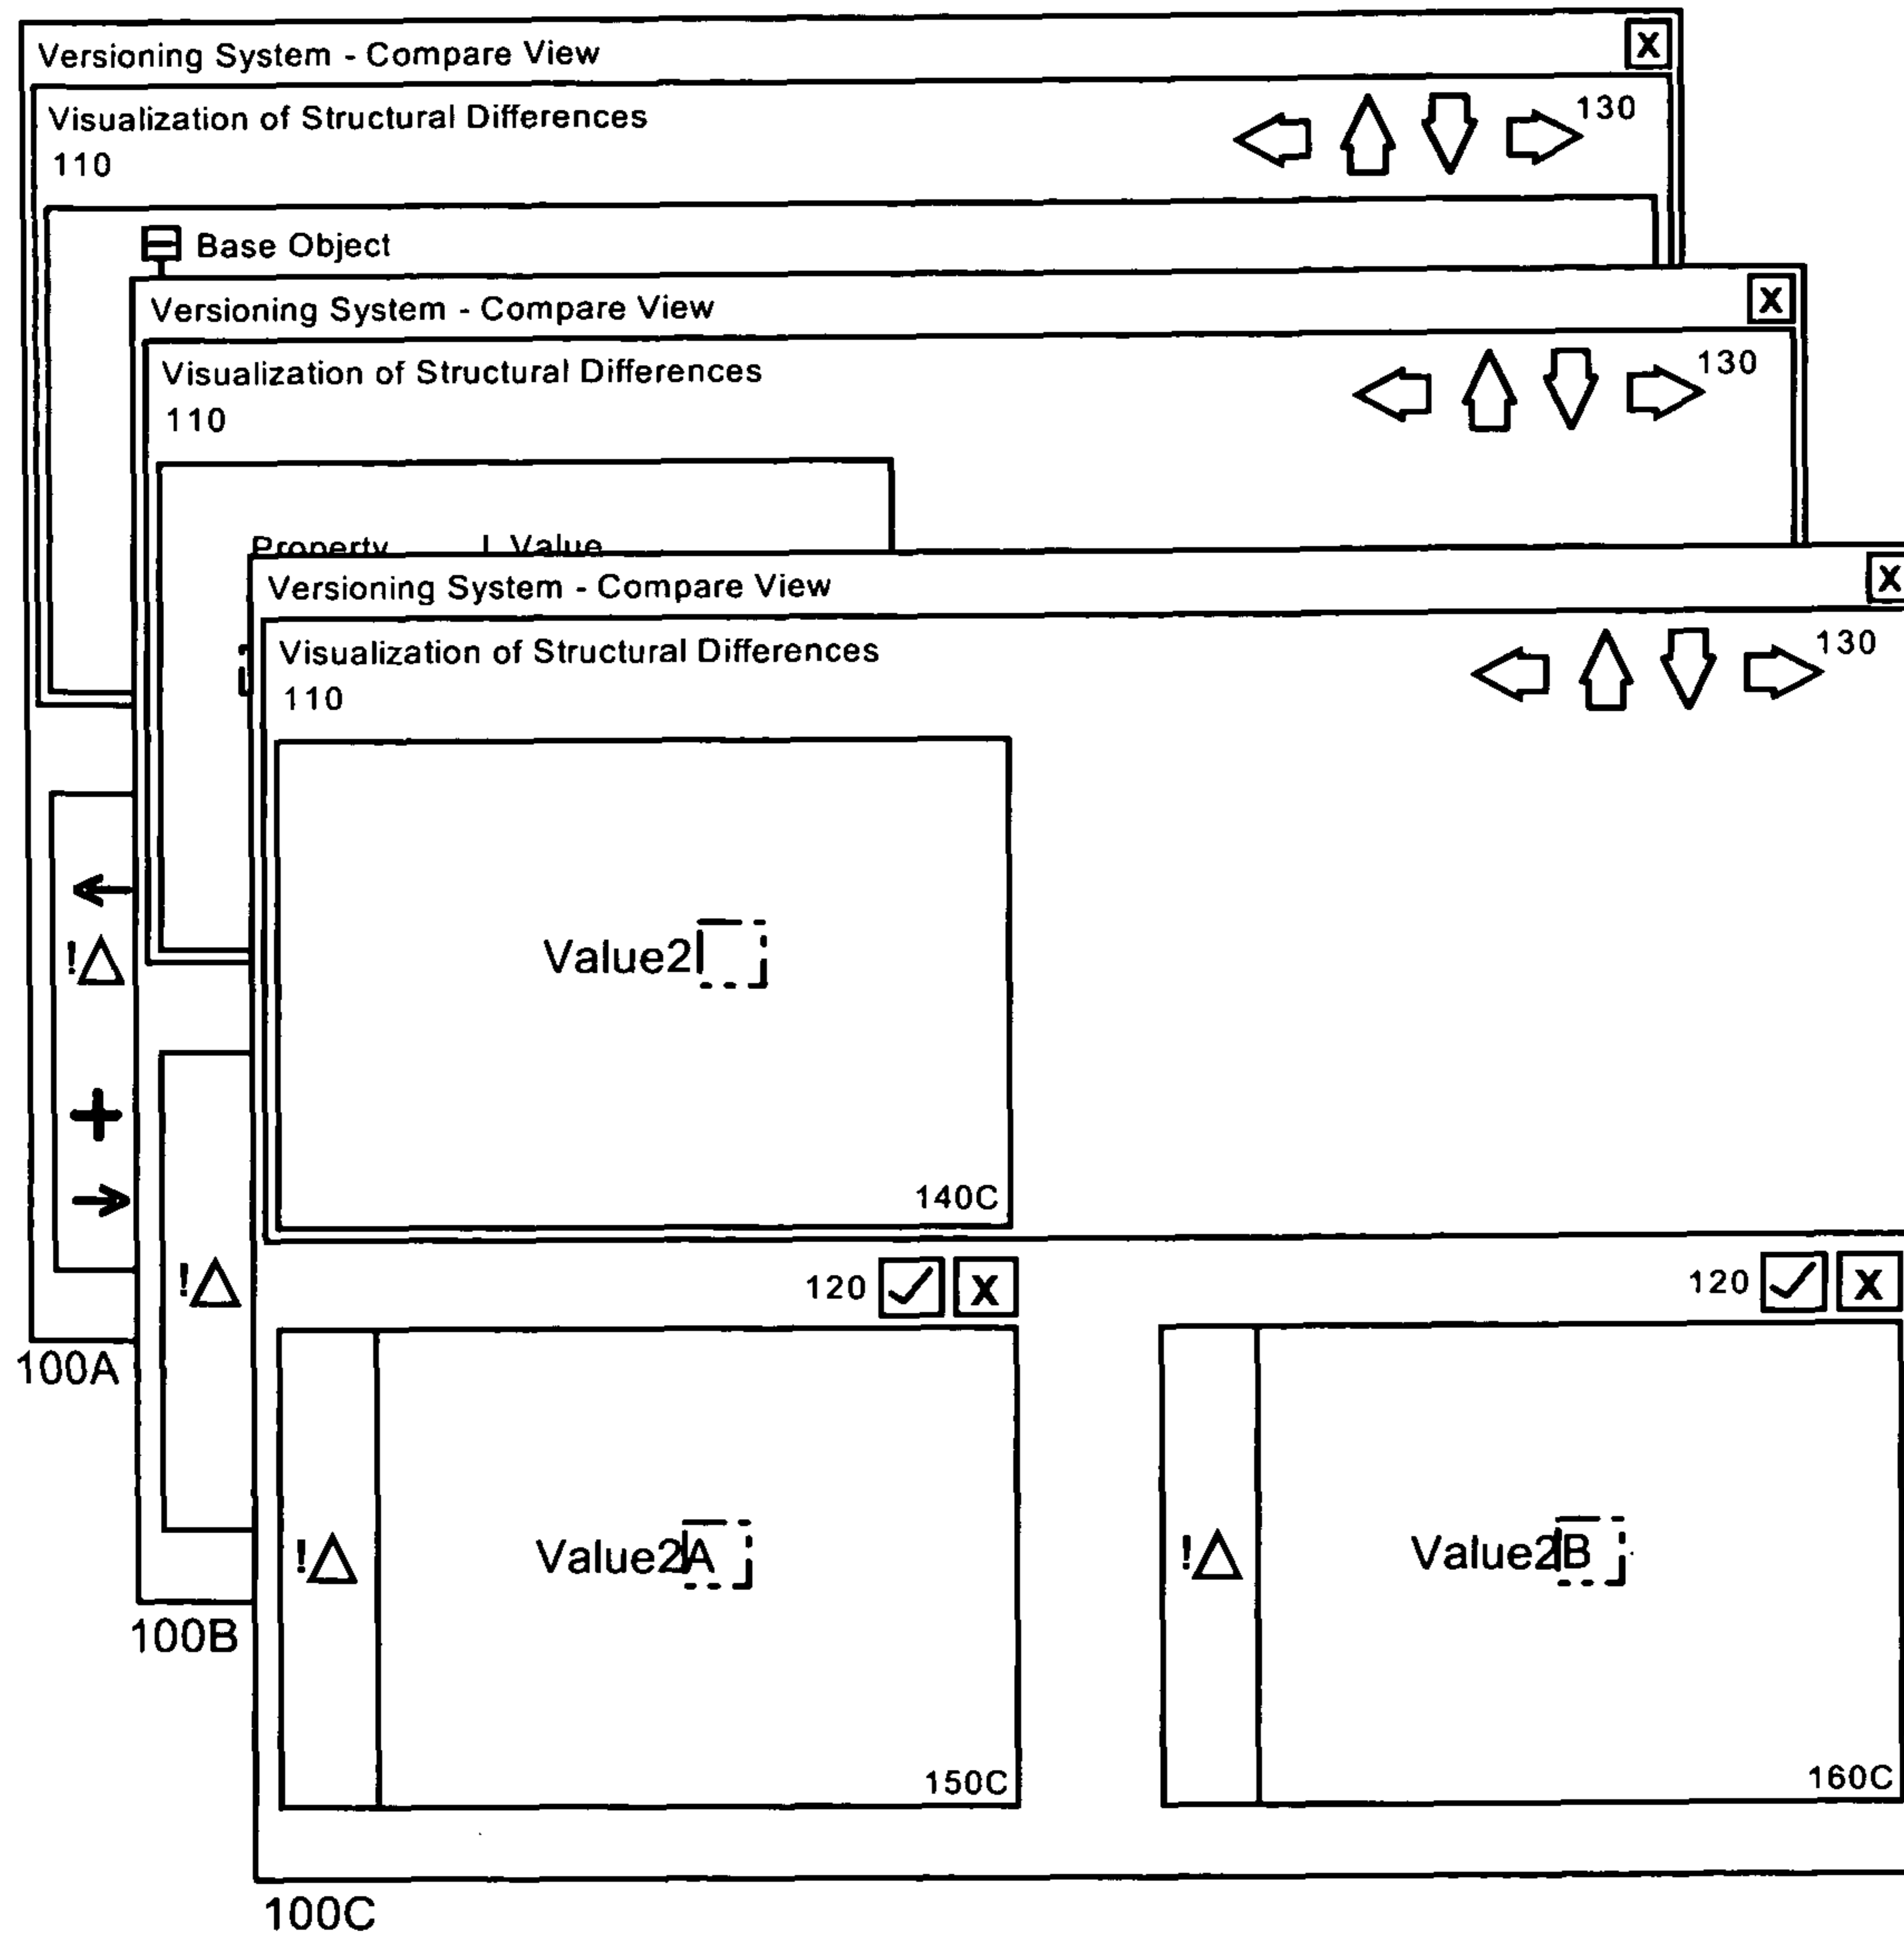 Versioning System - Compare View X
Visualization of Structural Differences 130
110
Base Object
Versioning System - Compare View X
Visualization of Structural Differences 130
110
Property Value
Versioning System - Compare View X
Visualization of Structural Differences 130
110
Value2
!
140C
!
120 X 120 X
100A
! Value2A ! Value2B
100B
150C 160C
100C